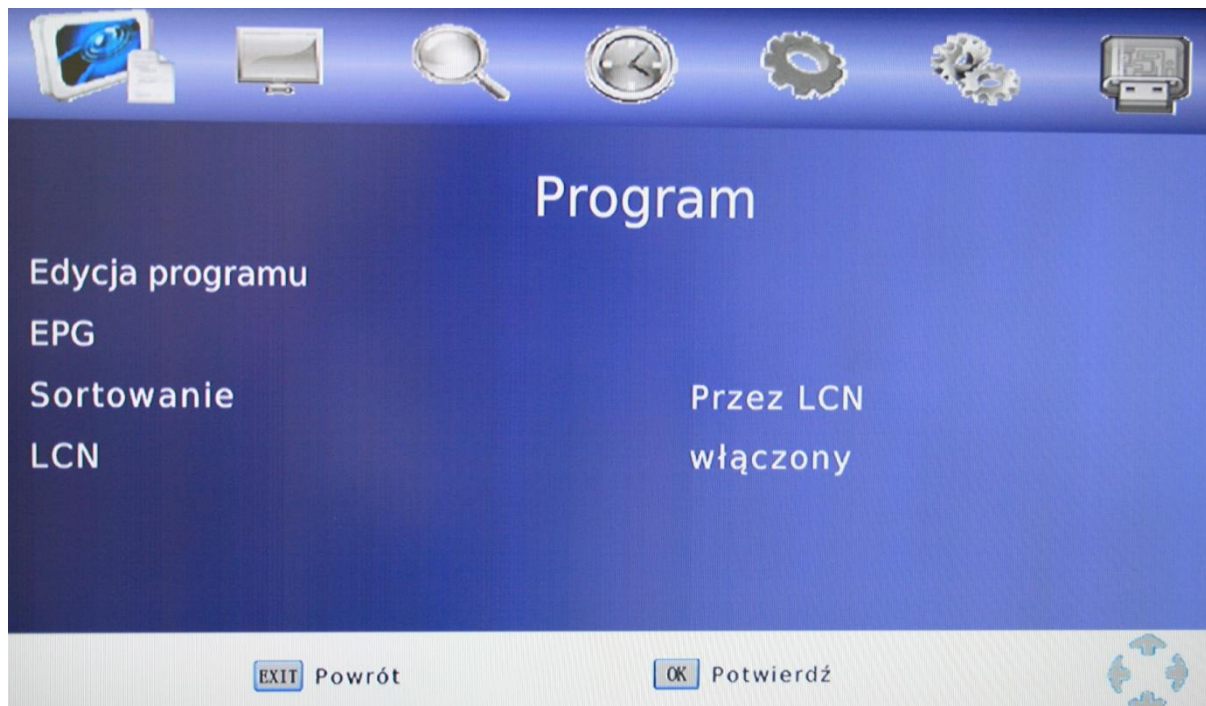 Program
Edycja programu
EPG
Sortowanie Przez LCN
LCN włączony
EXIT Powrót OK Potwierdź